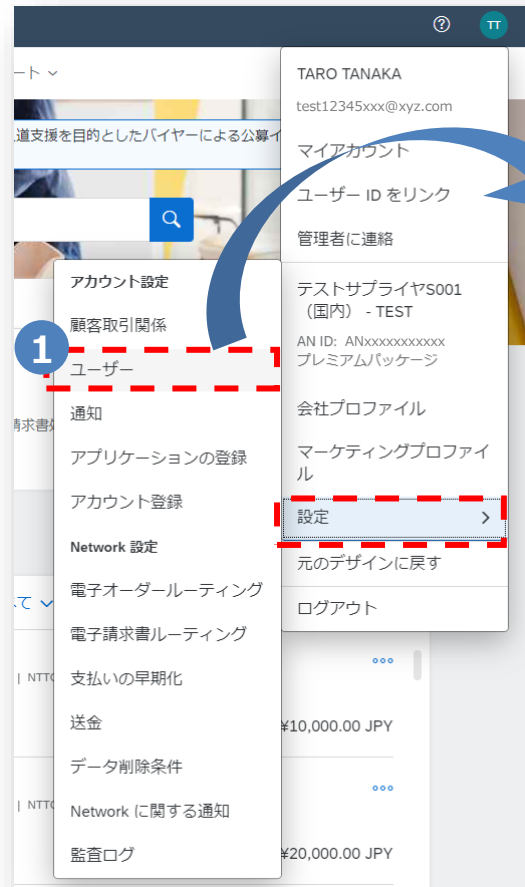 TT
ート
TARO TANAKA
test12345xxx@xyz.com
道支援を目的としたバイヤーによる公募イ
マイアカウント
ユーザー ID をリンク
管理者に連絡
アカウント設定
顧客取引関係
1
ユーザー
通知
アプリケーションの登録
アカウント登録
Network 設定
電子オーダールーティング
電子請求書ルーティング
支払いの早期化
送金
データ削除条件
Network に関する通知
監査ログ
テストサプライヤS001
（国内） - TEST
AN ID: ANxxxxxxxxxxx
プレミアムパッケージ
会社プロファイル
マーケティングプロファイ
ル
設定
元のデザインに戻す
ログアウト
請求書
て
| NTT
¥10,000.00 JPY
| NTT
¥20,000.00 JPY